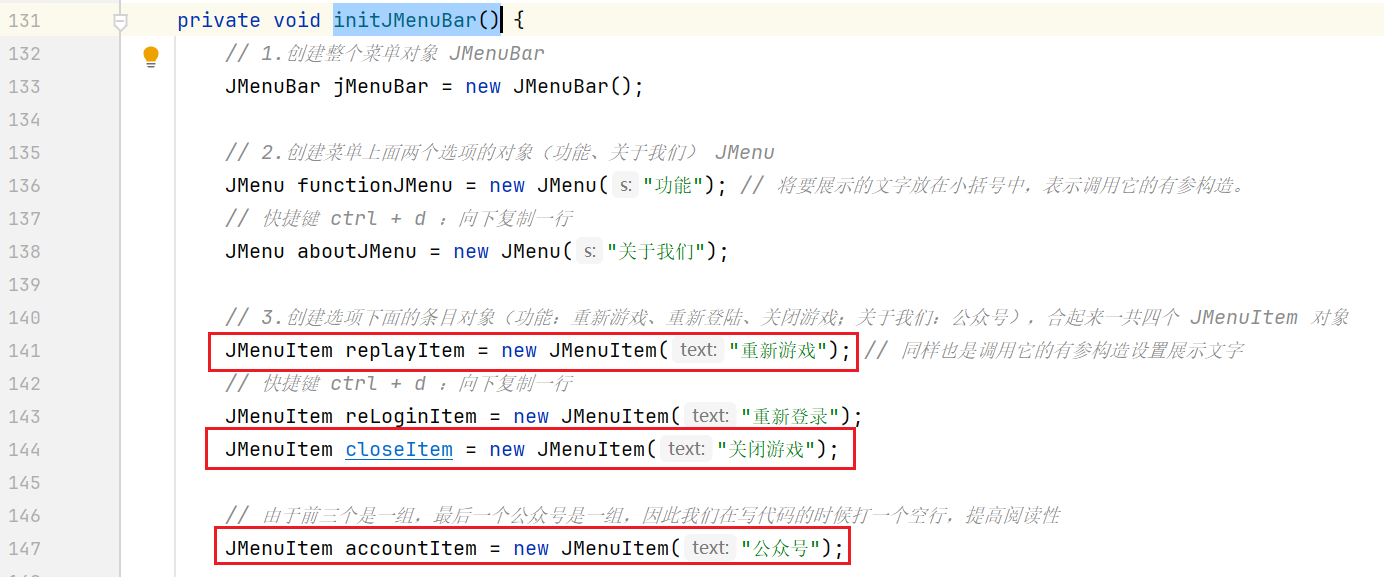 131 private void initJMenuBar() {
132 // 1.创建整个菜单对象 JMenuBar
133 JMenuBar jMenuBar = new JMenuBar();
134
135 // 2.创建菜单上面两个选项的对象（功能、关于我们） JMenu
136 JMenu functionJMenu = new JMenu( s: "功能"); // 将要展示的文字放在小括号中，表示调用它的有参构造。
137 // 快捷键 ctrl + d ：向下复制一行
138 JMenu aboutJMenu = new JMenu( s: "关于我们");
139
140 // 3.创建选项下面的条目对象（功能：重新游戏、重新登陆、关闭游戏；关于我们：公众号），合起来一共四个 JMenuItem 对象
141 JMenuItem replayItem = new JMenuItem( text: "重新游戏"); // 同样也是调用它的有参构造设置展示文字
142 // 快捷键 ctrl + d ：向下复制一行
143 JMenuItem reLoginItem = new JMenuItem( text: "重新登录");
144 JMenuItem closeItem = new JMenuItem( text: "关闭游戏");
145
146 // 由于前三个是一组，最后一个公众号是一组，因此我们在写代码的时候打一个空行，提高阅读性
147 JMenuItem accountItem = new JMenuItem( text: "公众号");